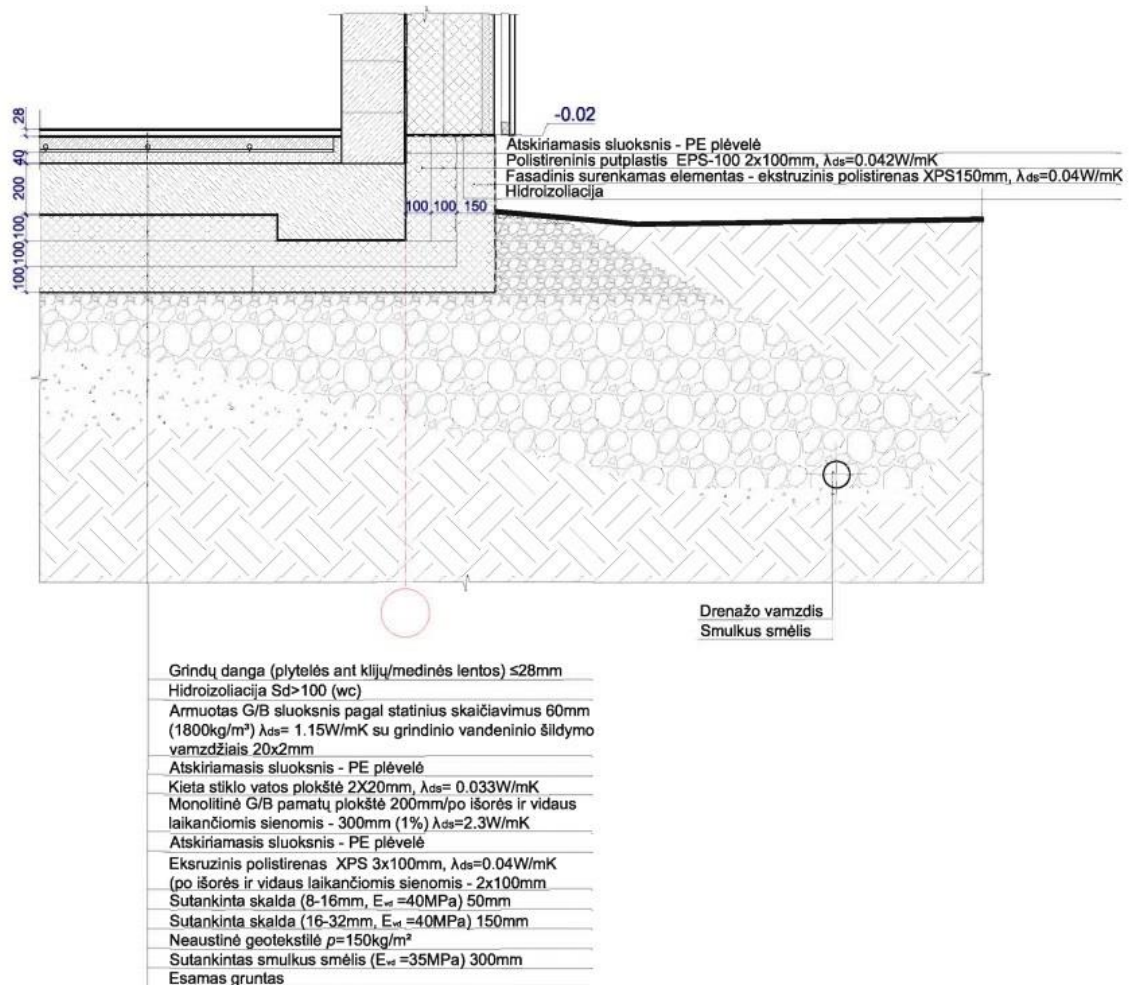 28
40
200
100
100
100
-0.02
Atskiriamasis sluoksnis - PE plėvelė
Polistireninis putplastis EPS-100 2x100mm, λds=0.042W/mK
Fasadinis surenkamas elementas - ekstruzinis polistirenas XPS150mm, λds=0.04W/mK
Hidroizoliacija
100 100 150
Drenažo vamzdis
Smulkus smėlis
Grindų danga (plytelės ant klijų/medinės lentos) ≤28mm
Hidroizoliacija Sd>100 (wc)
Armuotas G/B sluoksnis pagal statinius skaičiavimus 60mm
(1800kg/m³) λds= 1.15W/mK su grindinio vandeninio šildymo
vamzdžiais 20x2mm
Atskiriamasis sluoksnis - PE plėvelė
Kieta stiklo vatos plokštė 2X20mm, λds= 0.033W/mK
Monolitinė G/B pamatų plokštė 200mm/po išorės ir vidaus
laikančiomis sienomis - 300mm (1%) λds=2.3W/mK
Atskiriamasis sluoksnis - PE plėvelė
Eksruzinis polistirenas XPS 3x100mm, λds=0.04W/mK
(po išorės ir vidaus laikančiomis sienomis - 2x100mm
Sutankinta skalda (8-16mm, Evd =40MPa) 50mm
Sutankinta skalda (16-32mm, Evd =40MPa) 150mm
Neaustinė geotekstilė p=150kg/m²
Sutankintas smulkus smėlis (Evd =35MPa) 300mm
Esamas gruntas